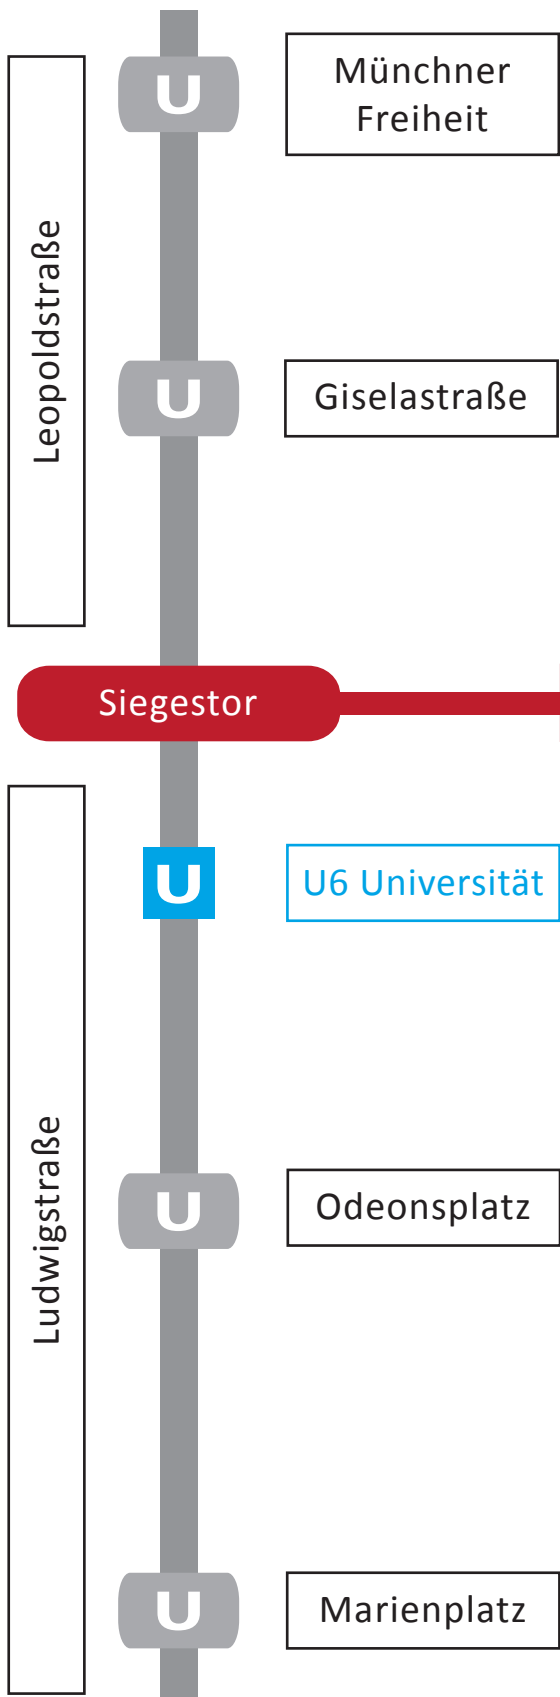 U
Münchner
Freiheit
Leopoldstraße
U
Giselastraße
Siegestor
U
U6 Universität
Ludwigstraße
U
Odeonsplatz
U
Marienplatz